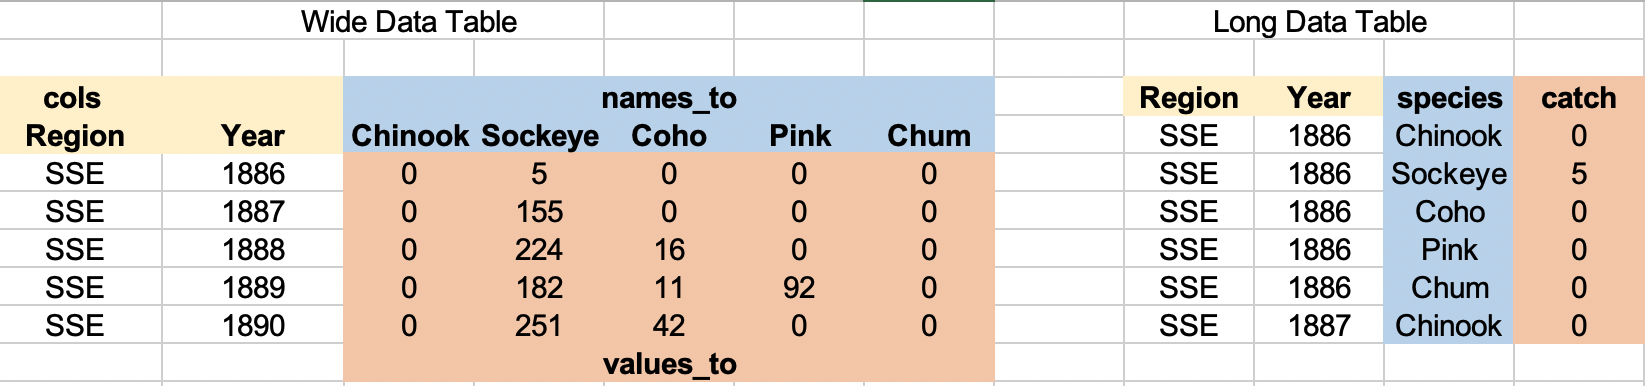 Wide Data Table Long Data Table
cols names_to Region Year species catch
Region Year Chinook Sockeye Coho Pink Chum SSE 1886 Chinook 0
SSE 1886 0 5 0 0 0 SSE 1886 Sockeye 5
SSE 1887 0 155 0 0 0 SSE 1886 Coho 0
SSE 1888 0 224 16 0 0 SSE 1886 Pink 0
SSE 1889 0 182 11 92 0 SSE 1886 Chum 0
SSE 1890 0 251 42 0 0 SSE 1887 Chinook 0
values_to